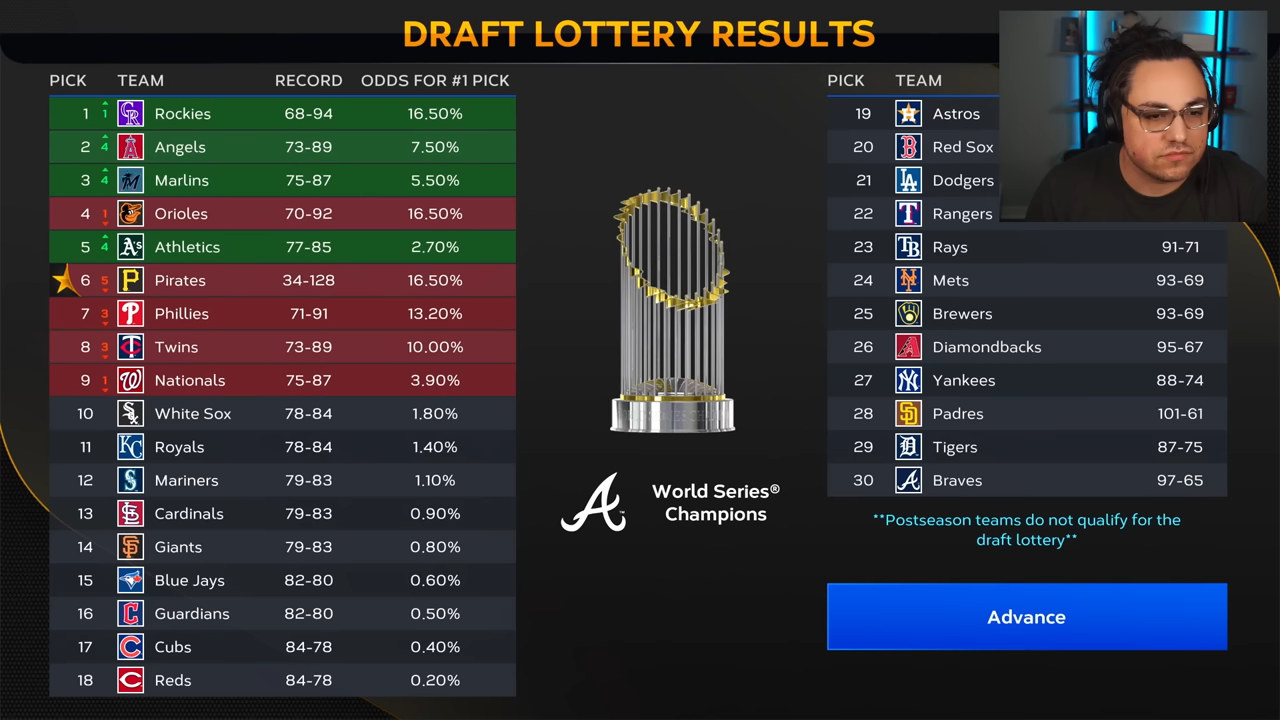 DRAFT LOTTERY RESULTS
PICK TEAM RECORD ODDS FOR #1 PICK
1 1 Rockies 68-94 16.50%
2 4 Angels 73-89 7.50%
3 4 Marlins 75-87 5.50%
4 1 Orioles 70-92 16.50%
5 4 Athletics 77-85 2.70%
6 5 Pirates 34-128 16.50%
7 3 Phillies 71-91 13.20%
8 3 Twins 73-89 10.00%
9 1 Nationals 75-87 3.90%
10 White Sox 78-84 1.80%
11 Royals 78-84 1.40%
12 Mariners 79-83 1.10%
13 Cardinals 79-83 0.90%
14 Giants 79-83 0.80%
15 Blue Jays 82-80 0.60%
16 Guardians 82-80 0.50%
17 Cubs 84-78 0.40%
18 Reds 84-78 0.20%
World Series®
Champions
PICK TEAM
19 Astros
20 Red Sox
21 Dodgers
22 Rangers
23 Rays 91-71
24 Mets 93-69
25 Brewers 93-69
26 Diamondbacks 95-67
27 Yankees 88-74
28 Padres 101-61
29 Tigers 87-75
30 Braves 97-65
**Postseason teams do not qualify for the
draft lottery**
Advance